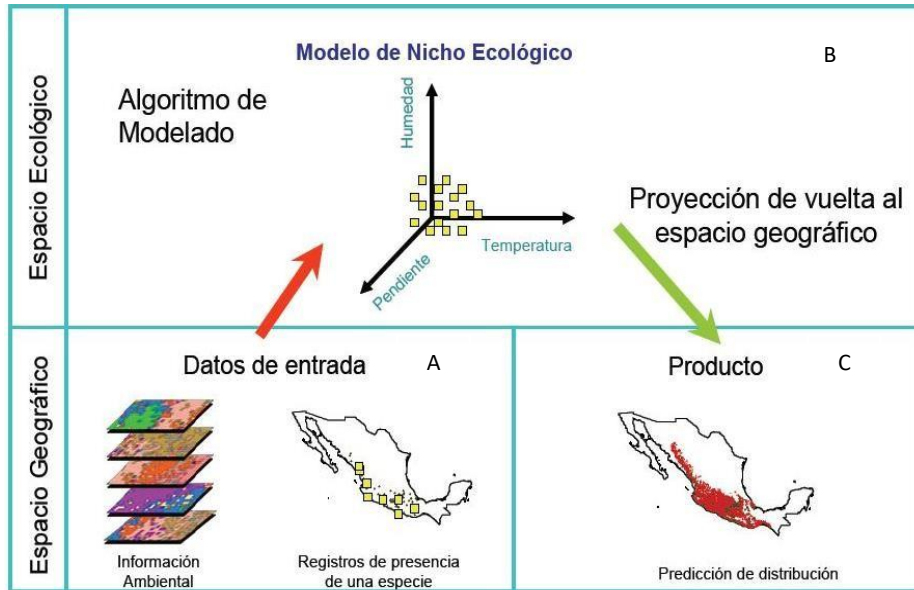 Modelo de Nicho Ecológico
B
Algoritmo de
Modelado
Humedad
Temperatura
Pendiente
Proyección de vuelta al
espacio geográfico
Espacio Ecológico
Datos de entrada
A
Información
Ambiental
Registros de presencia
de una especie
Producto
C
Predicción de distribución
Espacio Geográfico